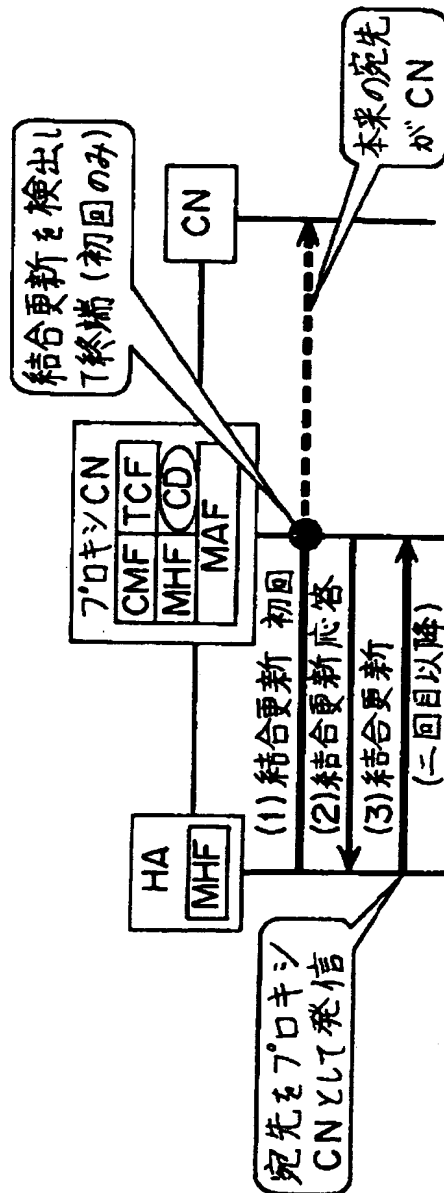 結合更新を検出し
て終端(初回のみ)
プロキシCN
CMF TCF
MHF CD
MAF
HA
MHF
CN
(1)結合更新 初回
(2)結合更新応答
(3)結合更新
(二回目以降)
本来の宛先
がCN
宛先をプロキシ
CNとして発信